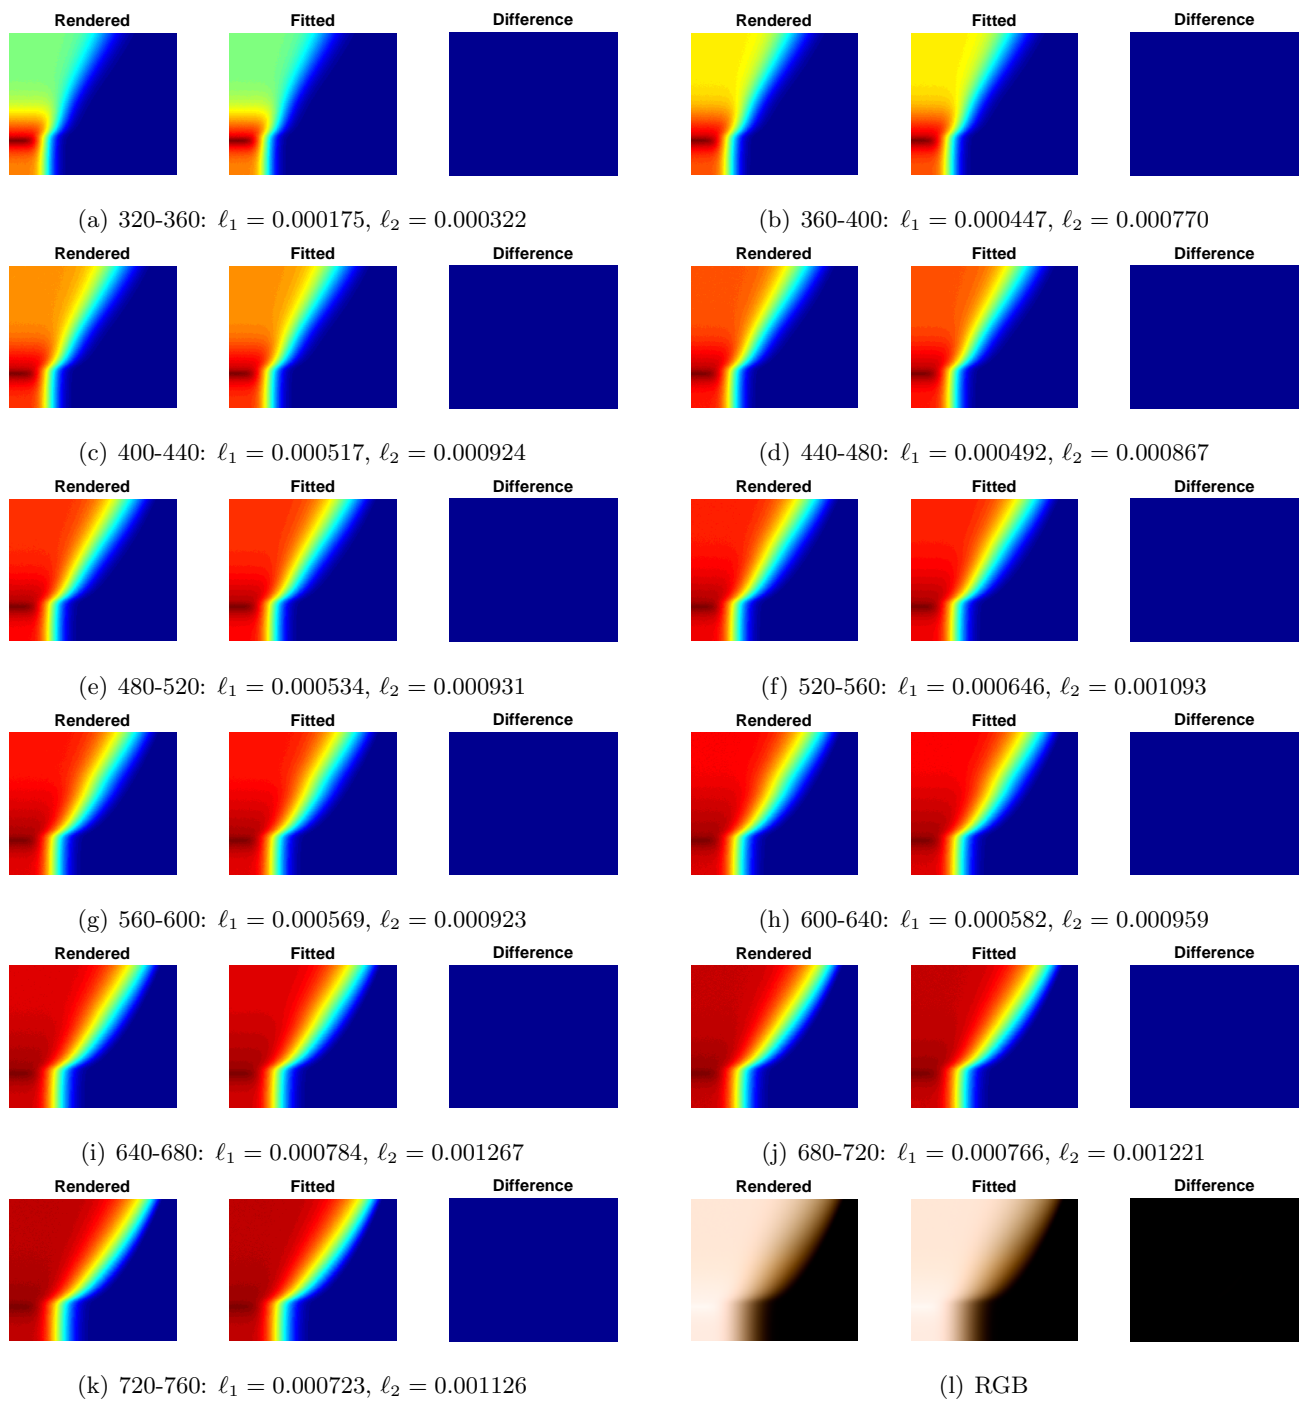 Rendered Fitted Difference Rendered Fitted Difference
(a) 320-360: ℓ1 = 0.000175, ℓ2 = 0.000322 (b) 360-400: ℓ1 = 0.000447, ℓ2 = 0.000770
Rendered Fitted Difference Rendered Fitted Difference
(c) 400-440: ℓ1 = 0.000517, ℓ2 = 0.000924 (d) 440-480: ℓ1 = 0.000492, ℓ2 = 0.000867
Rendered Fitted Difference Rendered Fitted Difference
(e) 480-520: ℓ1 = 0.000534, ℓ2 = 0.000931 (f) 520-560: ℓ1 = 0.000646, ℓ2 = 0.001093
Rendered Fitted Difference Rendered Fitted Difference
(g) 560-600: ℓ1 = 0.000569, ℓ2 = 0.000923 (h) 600-640: ℓ1 = 0.000582, ℓ2 = 0.000959
Rendered Fitted Difference Rendered Fitted Difference
(i) 640-680: ℓ1 = 0.000784, ℓ2 = 0.001267 (j) 680-720: ℓ1 = 0.000766, ℓ2 = 0.001221
Rendered Fitted Difference Rendered Fitted Difference
(k) 720-760: ℓ1 = 0.000723, ℓ2 = 0.001126 (l) RGB